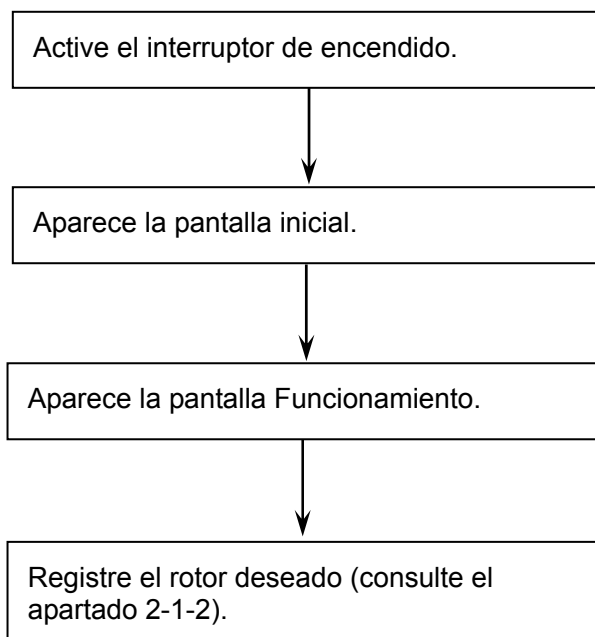 Active el interruptor de encendido.
Aparece la pantalla inicial.
Aparece la pantalla Funcionamiento.
Registre el rotor deseado (consulte el
apartado 2-1-2).